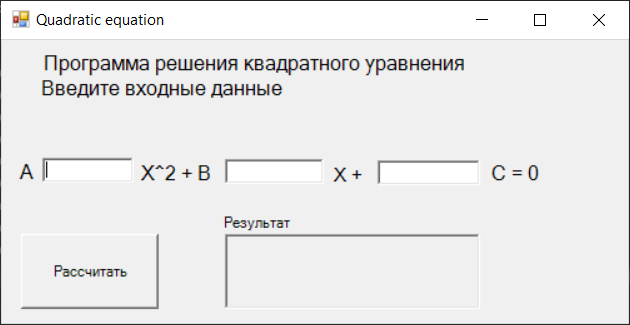 Quadratic equation
Программа решения квадратного уравнения
Введите входные данные
A X^2 + B X + C = 0
Результат
Рассчитать